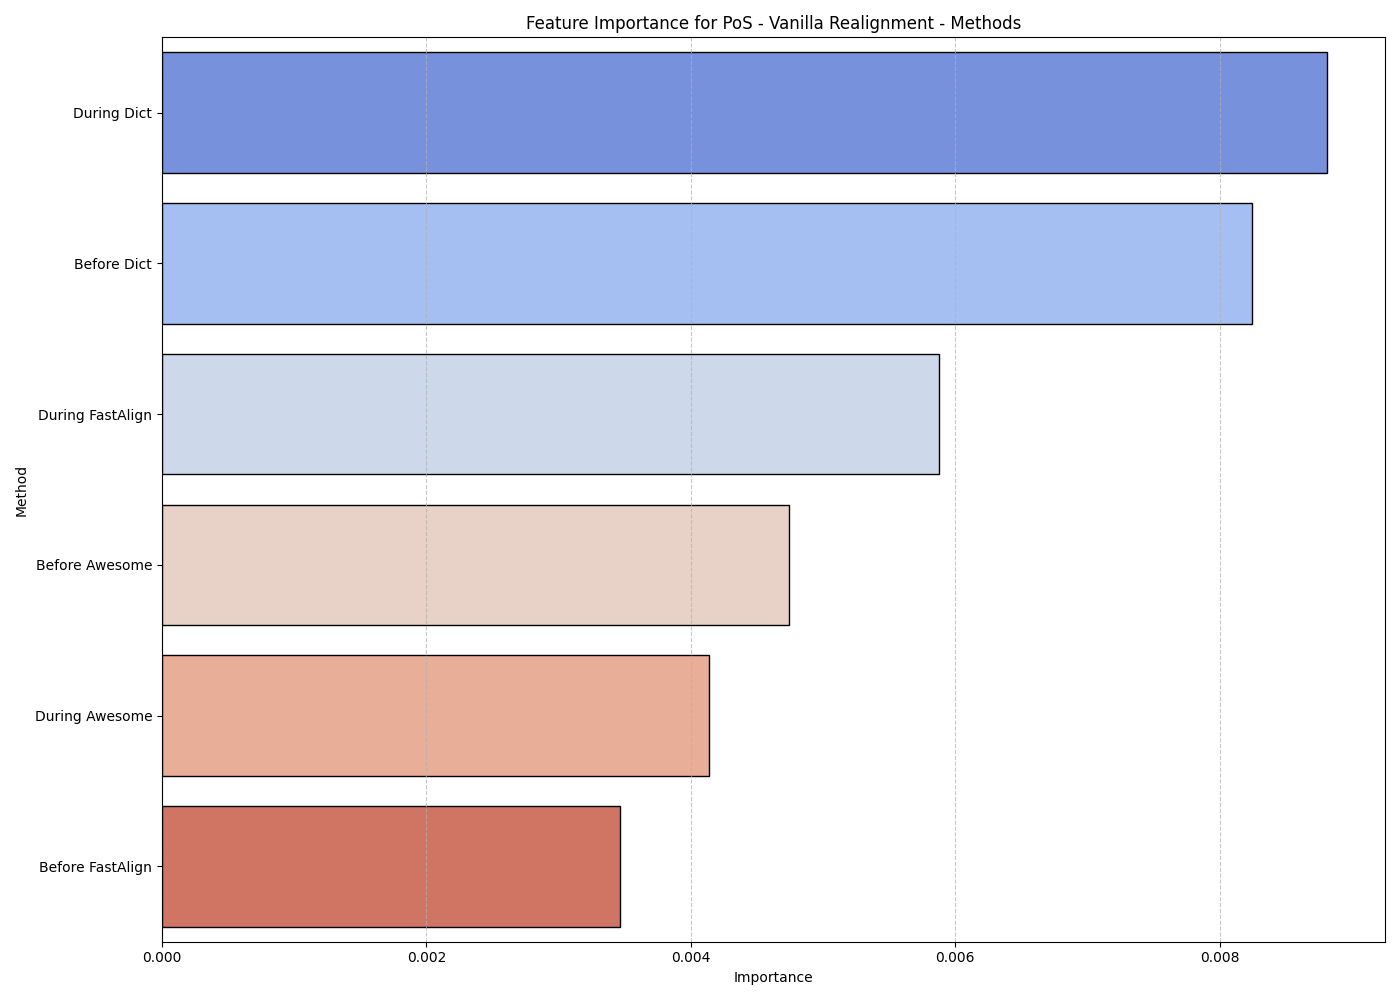 Feature Importance for PoS - Vanilla Realignment - Methods
During Dict
Before Dict
During FastAlign
Before Awesome
During Awesome
Before FastAlign
Method
0.000 0.002 0.004 0.006 0.008
Importance